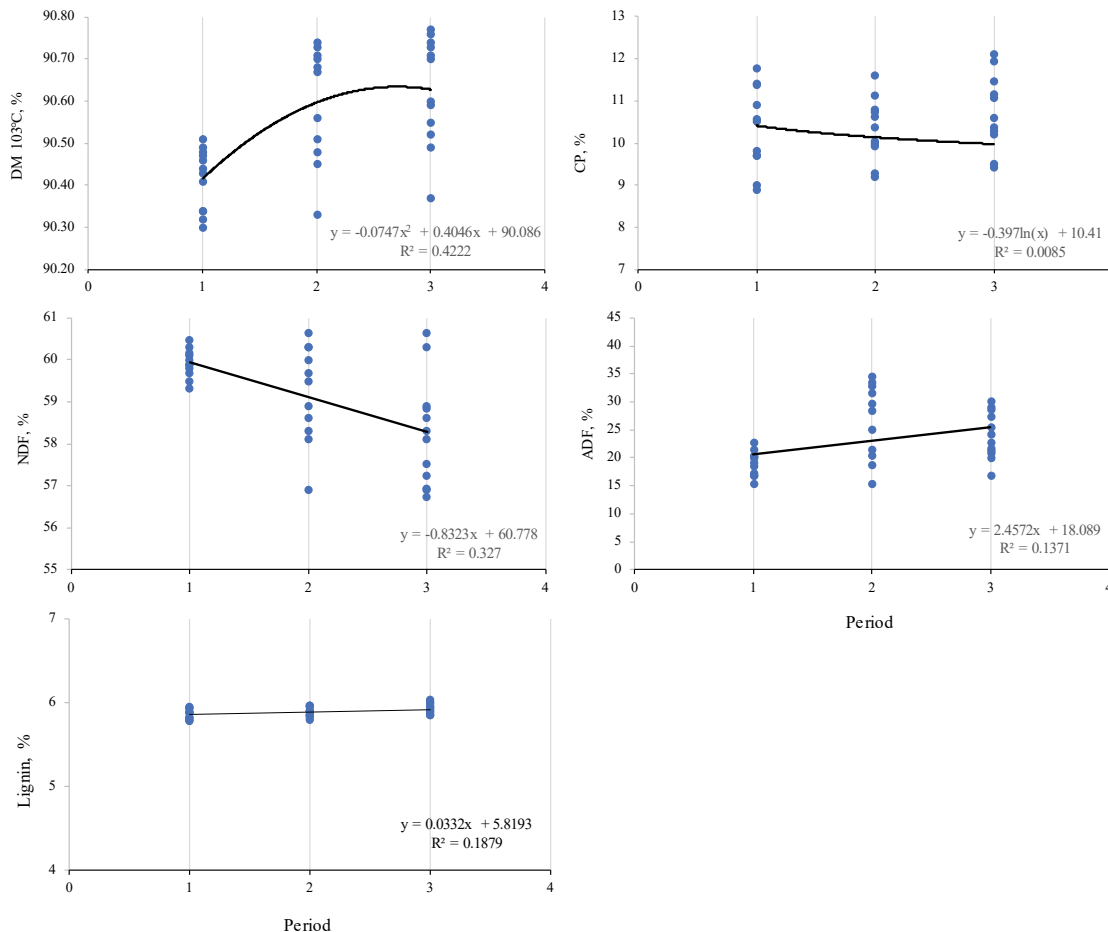 90.80
90.70
90.60
90.50
90.40
90.30
90.20
DM 103ºC, %
y = -0.0747x² + 0.4046x + 90.086
R² = 0.4222
0 1 2 3 4
13
12
11
10
9
8
7
CP, %
y = -0.397ln(x) + 10.41
R² = 0.0085
0 1 2 3 4
61
60
59
58
57
56
55
NDF, %
y = -0.8323x + 60.778
R² = 0.327
0 1 2 3 4
45
40
35
30
25
20
15
10
5
0
ADF, %
y = 2.4572x + 18.089
R² = 0.1371
0 1 2 3 4
Period
7
6
5
4
Lignin, %
y = 0.0332x + 5.8193
R² = 0.1879
0 1 2 3 4
Period